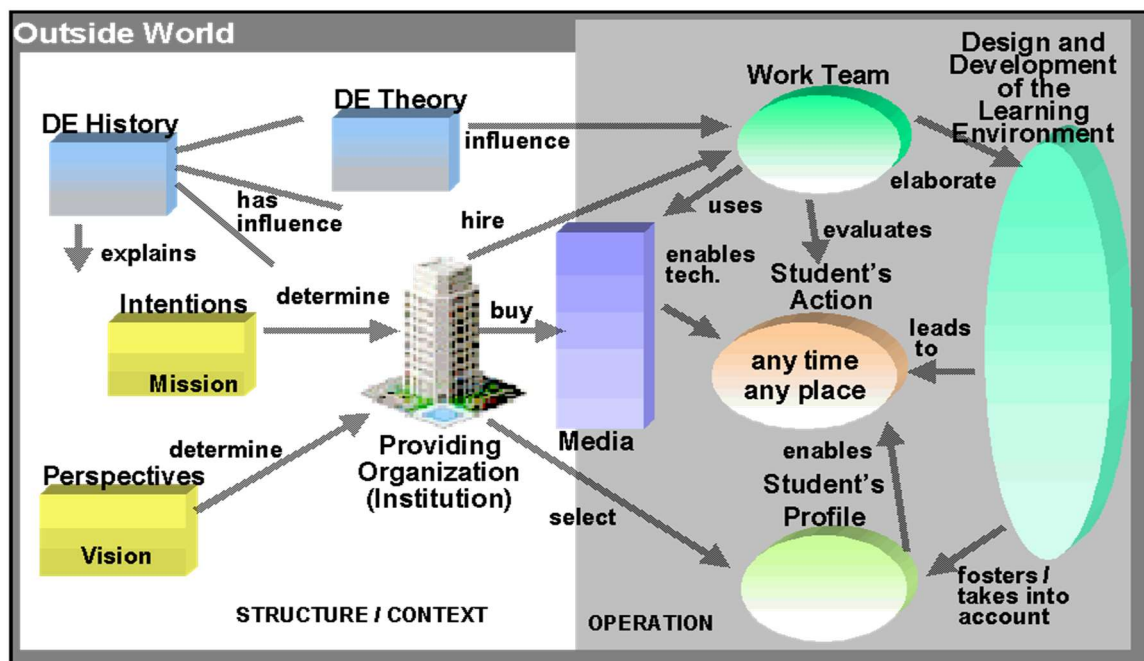 Outside World
DE History
DE Theory
influence
has
influence
explains
Intentions
Mission
determine
determine
Perspectives
Vision
hire
buy
Providing
Organization
(Institution)
select
STRUCTURE / CONTEXT
Work Team
uses
elaborate
evaluates
enables
tech.
Media
Student's
Action
any time
any place
leads
to
enables
Student's
Profile
Design and
Development
of the
Learning
Environment
fosters /
takes into
account
OPERATION